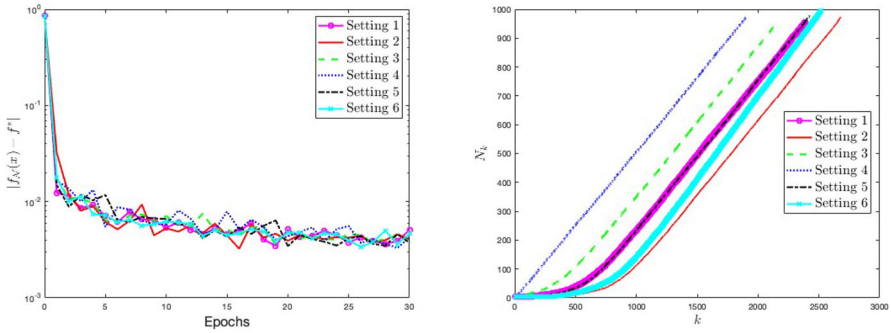 10^0
10^{-1}
10^{-2}
10^{-3}
|f_𝒩(x) − f*|
0 5 10 15 20 25 30
Epochs
Setting 1
Setting 2
Setting 3
Setting 4
Setting 5
Setting 6
1000
900
800
700
600
500
400
300
200
100
0
N_k
0 500 1000 1500 2000 2500 3000
k
Setting 1
Setting 2
Setting 3
Setting 4
Setting 5
Setting 6